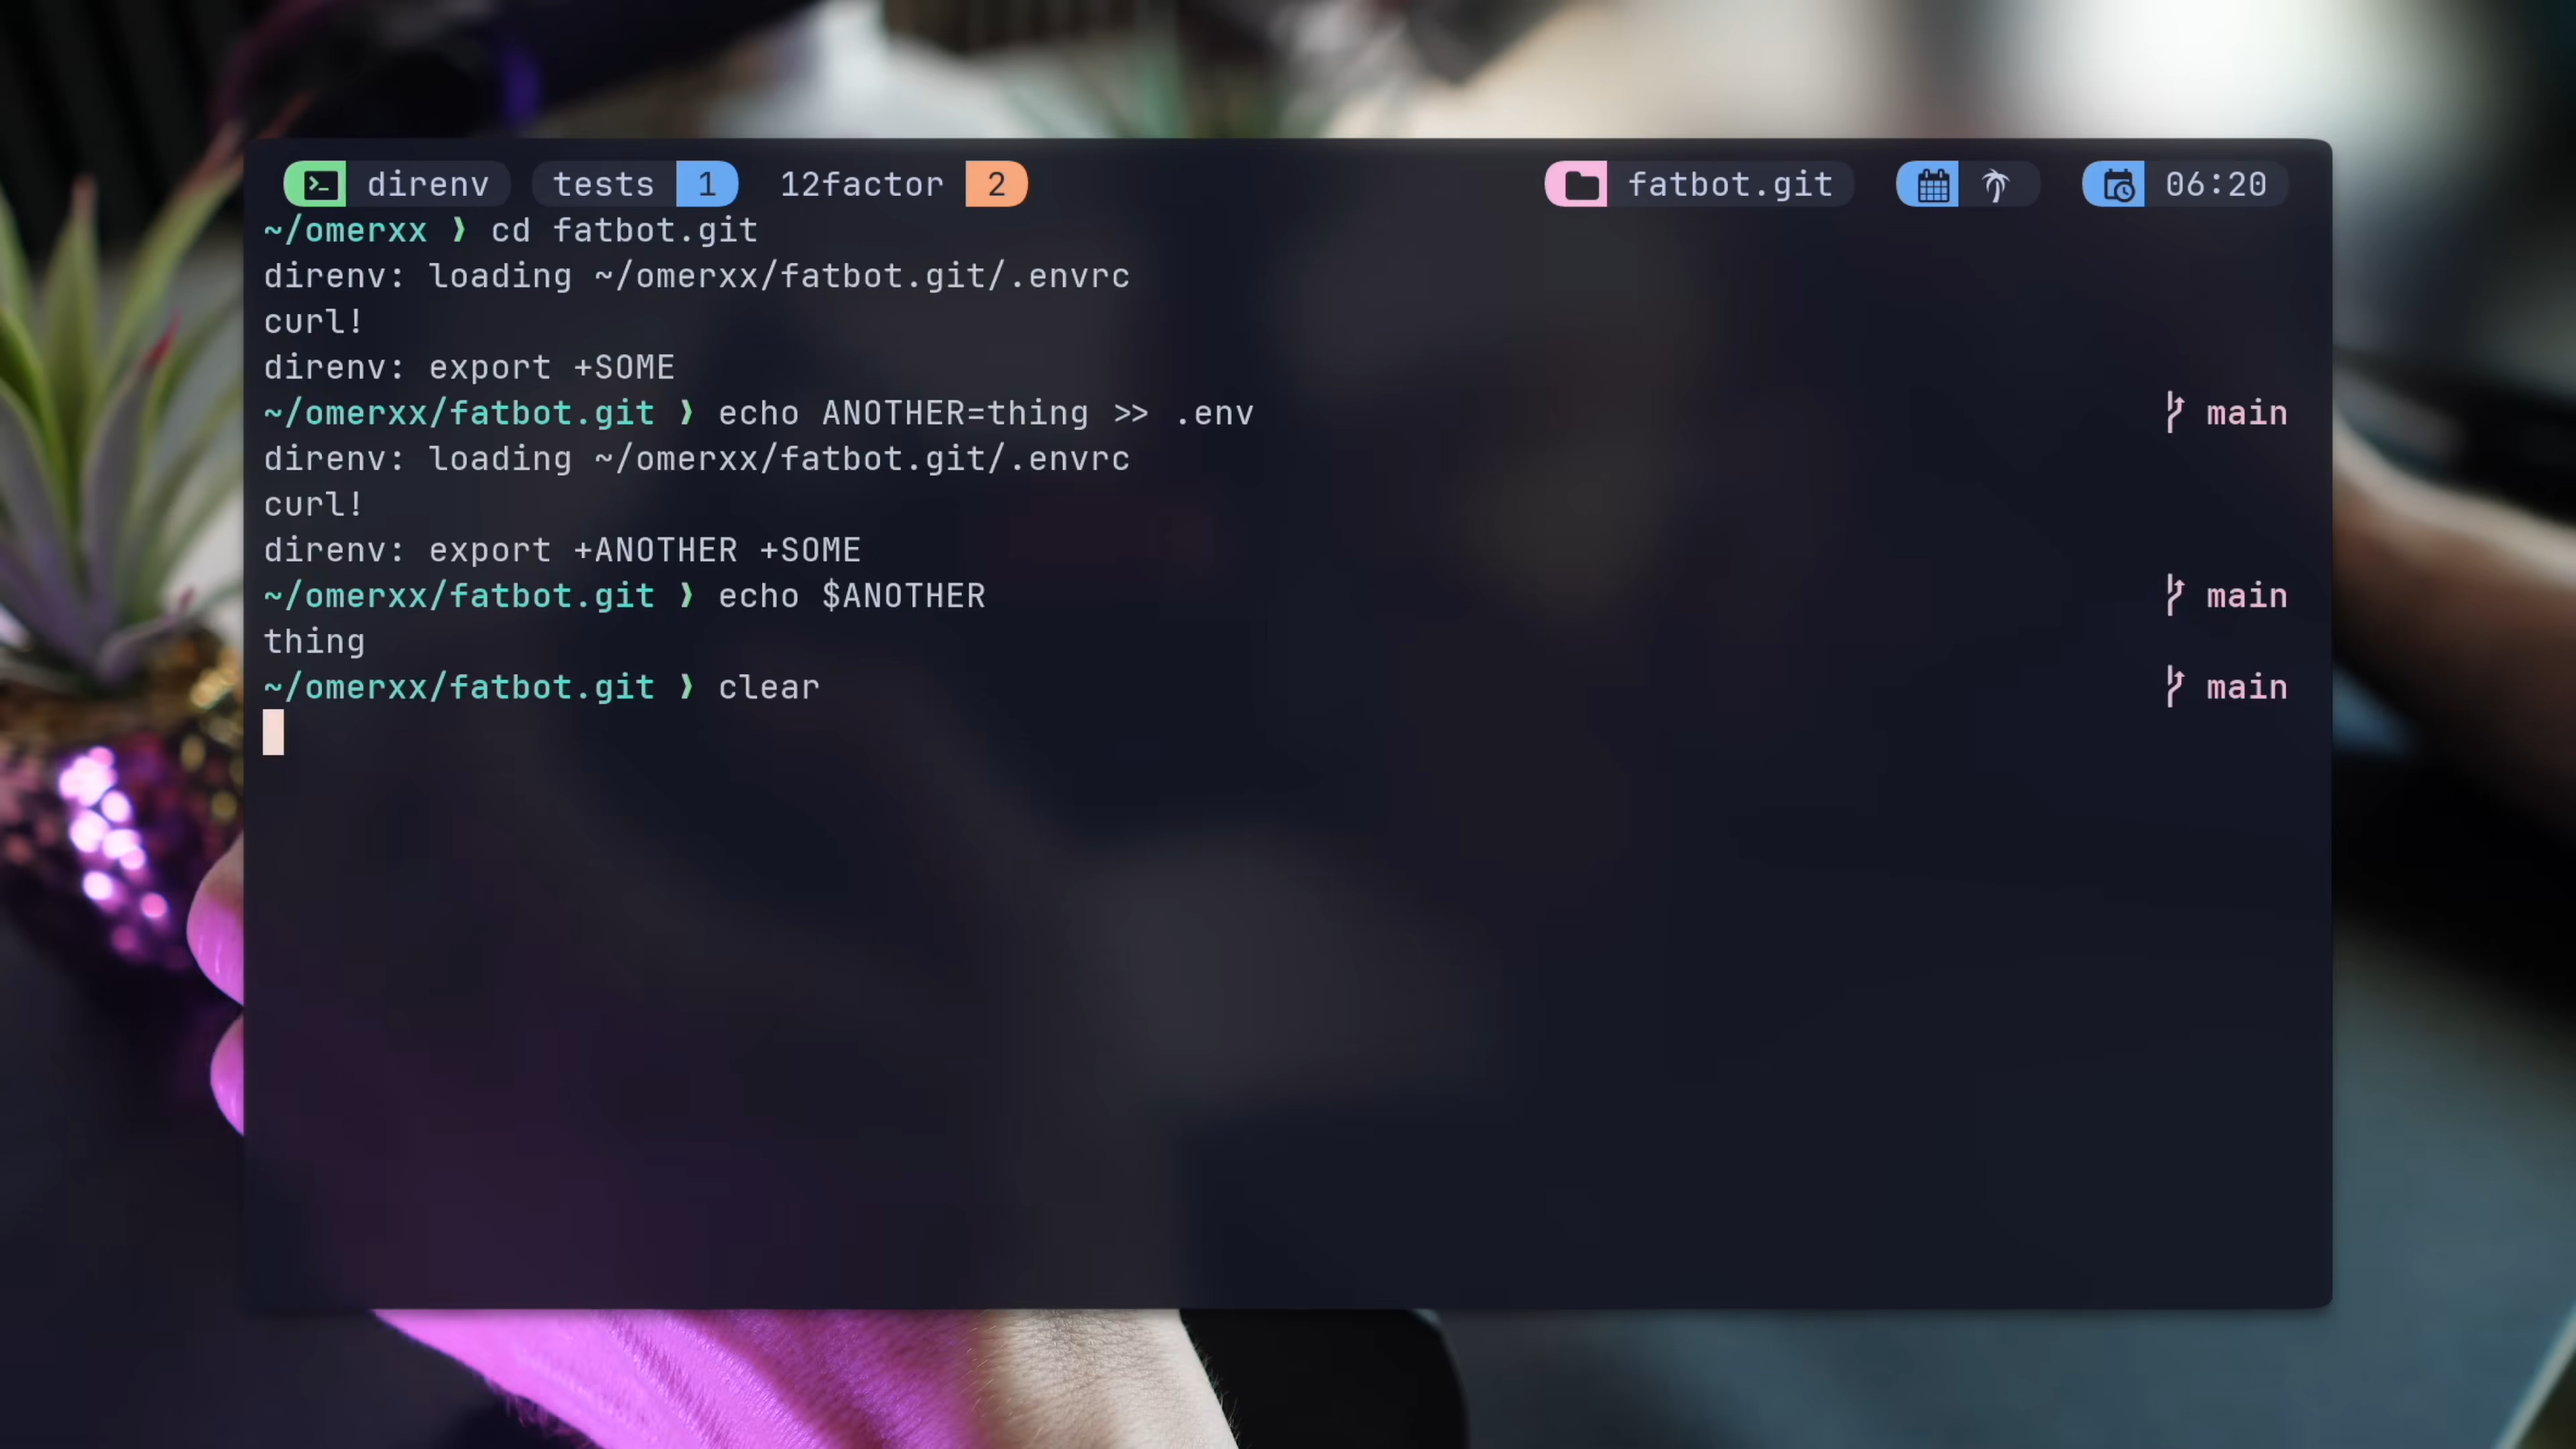 direnv tests 1 12factor 2 fatbot.git 06:20
~/omerxx ❯ cd fatbot.git
direnv: loading ~/omerxx/fatbot.git/.envrc
curl!
direnv: export +SOME
~/omerxx/fatbot.git ❯ echo ANOTHER=thing >> .env main
direnv: loading ~/omerxx/fatbot.git/.envrc
curl!
direnv: export +ANOTHER +SOME
~/omerxx/fatbot.git ❯ echo $ANOTHER main
thing
~/omerxx/fatbot.git ❯ clear main